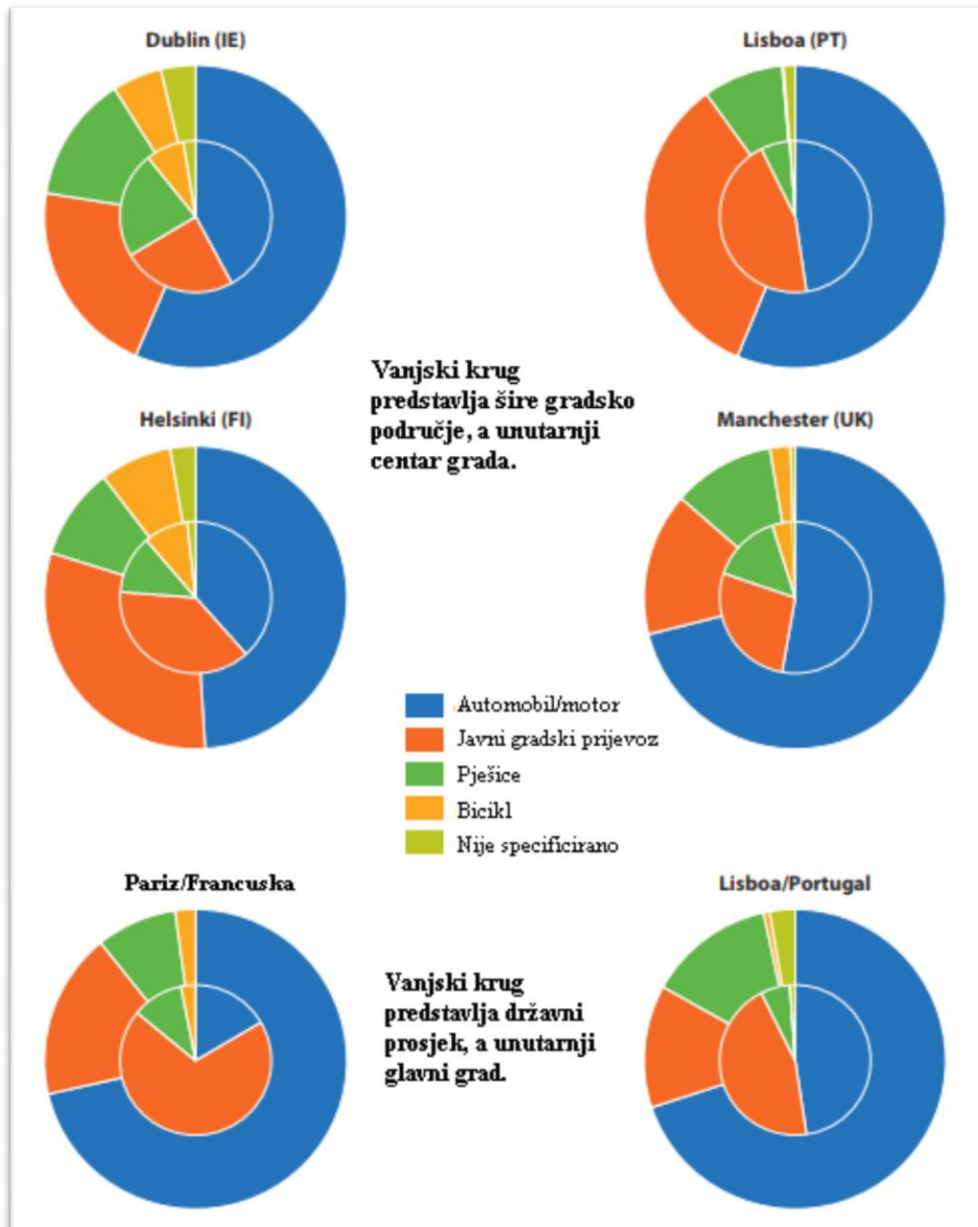 Dublin (IE)
Lisboa (PT)
Vanjski krug
predstavlja šire gradsko
područje, a unutarnji
centar grada.
Helsinki (FI)
Manchester (UK)
Automobil/motor
Javni gradski prijevoz
Pješice
Bicikl
Nije specificirano
Pariz/Francuska
Lisboa/Portugal
Vanjski krug
predstavlja državni
prosjek, a unutarnji
glavni grad.